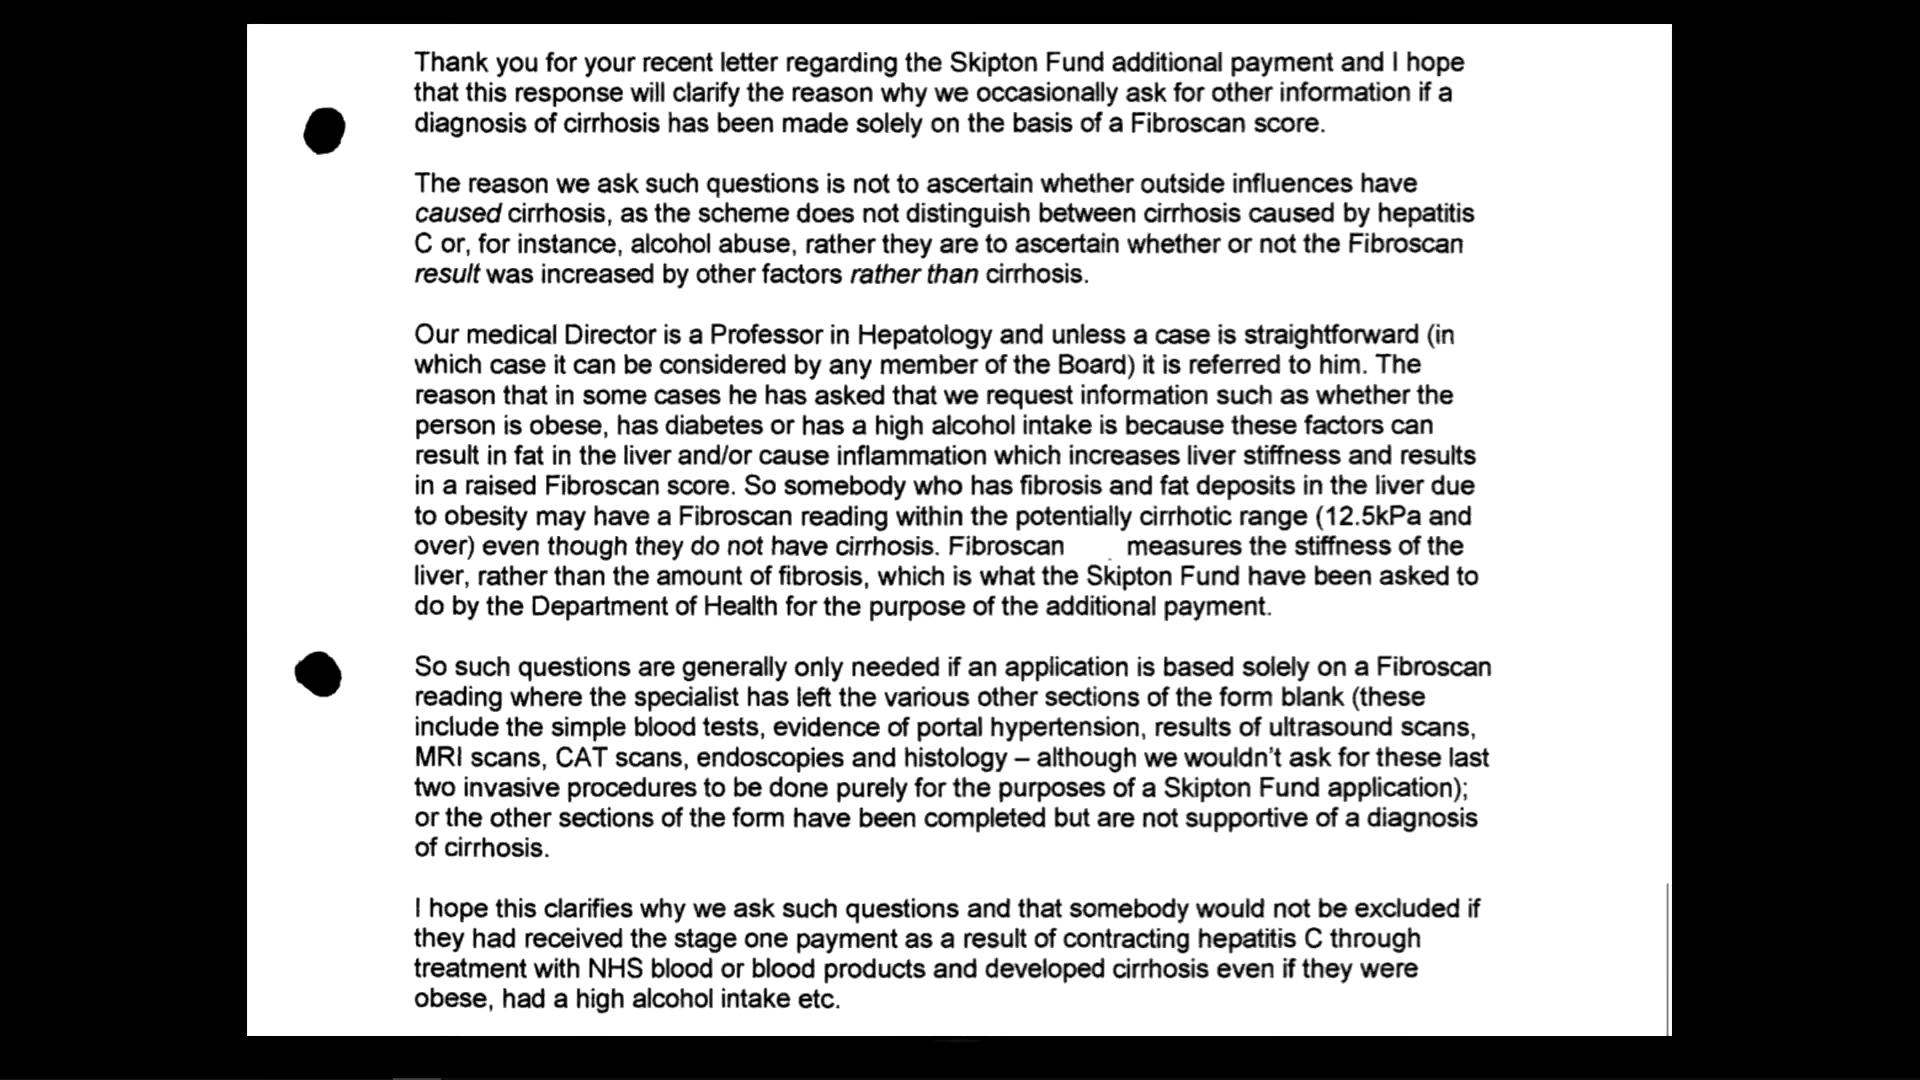 Thank you for your recent letter regarding the Skipton Fund additional payment and I hope
that this response will clarify the reason why we occasionally ask for other information if a
diagnosis of cirrhosis has been made solely on the basis of a Fibroscan score.
The reason we ask such questions is not to ascertain whether outside influences have
caused cirrhosis, as the scheme does not distinguish between cirrhosis caused by hepatitis
C or, for instance, alcohol abuse, rather they are to ascertain whether or not the Fibroscan
result was increased by other factors rather than cirrhosis.
Our medical Director is a Professor in Hepatology and unless a case is straightforward (in
which case it can be considered by any member of the Board) it is referred to him. The
reason that in some cases he has asked that we request information such as whether the
person is obese, has diabetes or has a high alcohol intake is because these factors can
result in fat in the liver and/or cause inflammation which increases liver stiffness and results
in a raised Fibroscan score. So somebody who has fibrosis and fat deposits in the liver due
to obesity may have a Fibroscan reading within the potentially cirrhotic range (12.5kPa and
over) even though they do not have cirrhosis. Fibroscan measures the stiffness of the
liver, rather than the amount of fibrosis, which is what the Skipton Fund have been asked to
do by the Department of Health for the purpose of the additional payment.
So such questions are generally only needed if an application is based solely on a Fibroscan
reading where the specialist has left the various other sections of the form blank (these
include the simple blood tests, evidence of portal hypertension, results of ultrasound scans,
MRI scans, CAT scans, endoscopies and histology – although we wouldn't ask for these last
two invasive procedures to be done purely for the purposes of a Skipton Fund application);
or the other sections of the form have been completed but are not supportive of a diagnosis
of cirrhosis.
I hope this clarifies why we ask such questions and that somebody would not be excluded if
they had received the stage one payment as a result of contracting hepatitis C through
treatment with NHS blood or blood products and developed cirrhosis even if they were
obese, had a high alcohol intake etc.